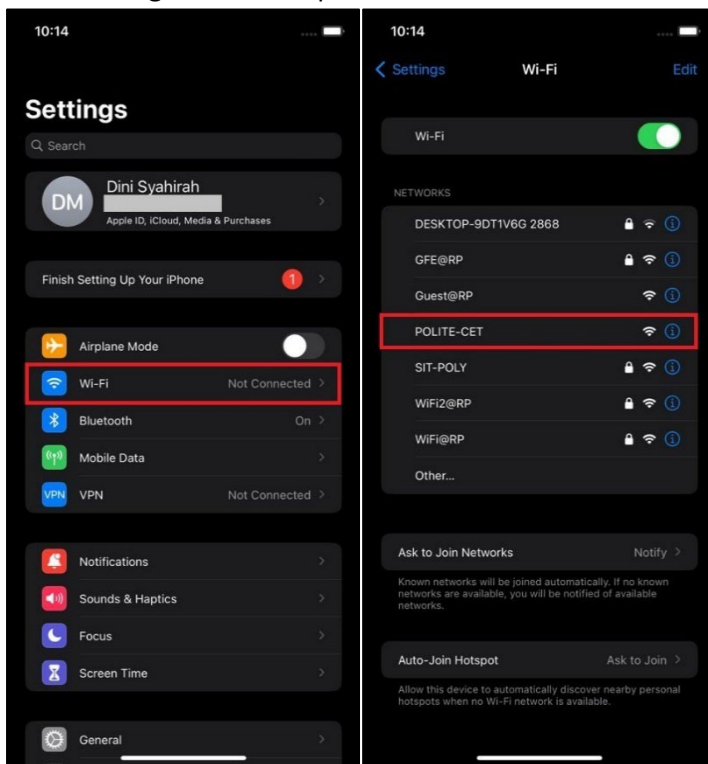 10:14
Settings
Search
DM
Dini Syahirah
Apple ID, iCloud, Media & Purchases
Finish Setting Up Your iPhone 1
Airplane Mode
Wi-Fi Not Connected
Bluetooth On
Mobile Data
VPN VPN Not Connected
Notifications
Sounds & Haptics
Focus
Screen Time
General
10:14
Settings Wi-Fi Edit
Wi-Fi
NETWORKS
DESKTOP-9DT1V6G 2868
GFE@RP
Guest@RP
POLITE-CET
SIT-POLY
WiFi2@RP
WiFi@RP
Other...
Ask to Join Networks Notify
Known networks will be joined automatically. If no known
networks are available, you will be notified of available
networks.
Auto-Join Hotspot Ask to Join
Allow this device to automatically discover nearby personal
hotspots when no Wi-Fi network is available.